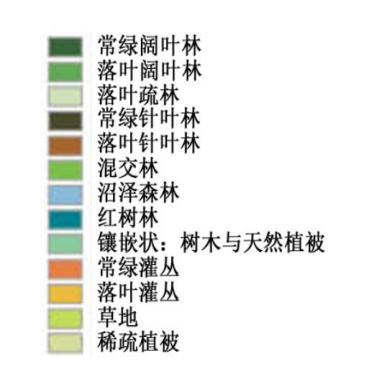 常绿阔叶林
落叶阔叶林
落叶疏林
常绿针叶林
落叶针叶林
混交林
沼泽森林
红树林
镶嵌状：树木与天然植被
常绿灌丛
落叶灌丛
草地
稀疏植被